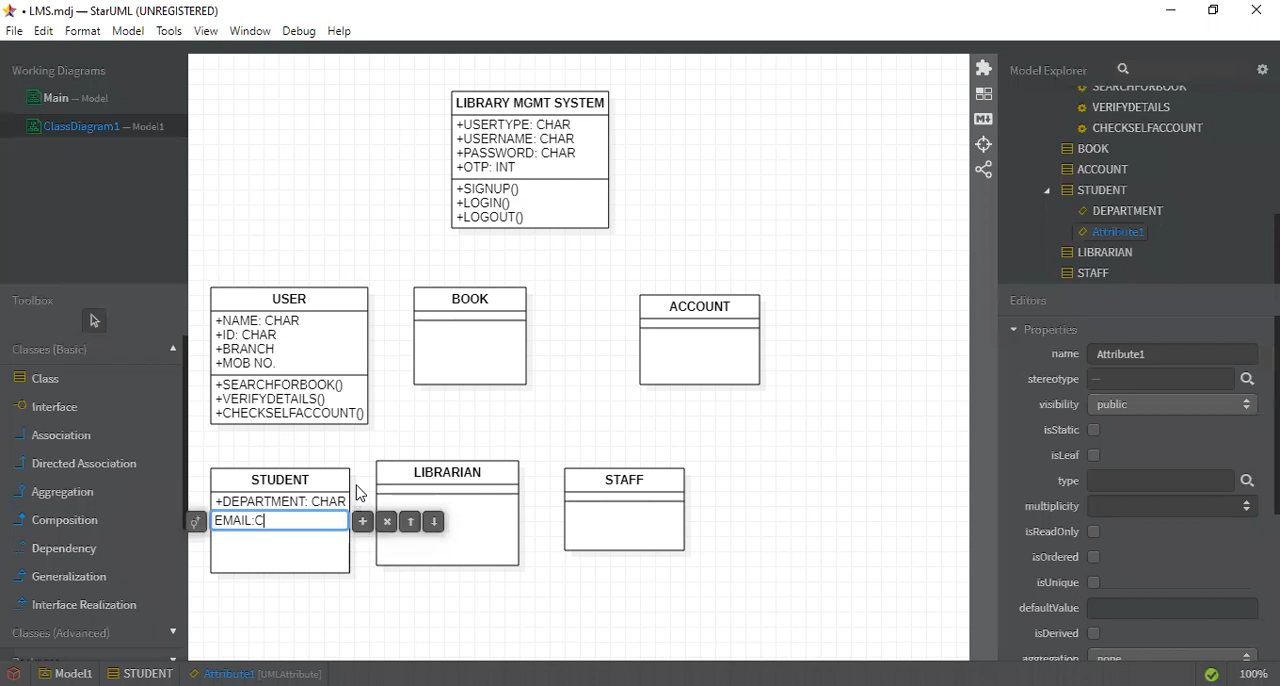 • LMS.mdj — StarUML (UNREGISTERED)
File Edit Format Model Tools View Window Debug Help
Working Diagrams
Main — Model
ClassDiagram1 — Model1
Toolbox
Classes (Basic)
Class
Interface
Association
Directed Association
Aggregation
Composition
Dependency
Generalization
Interface Realization
Classes (Advanced)
LIBRARY MGMT SYSTEM
+USERTYPE: CHAR
+USERNAME: CHAR
+PASSWORD: CHAR
+OTP: INT
+SIGNUP()
+LOGIN()
+LOGOUT()
USER
+NAME: CHAR
+ID: CHAR
+BRANCH
+MOB NO.
+SEARCHFORBOOK()
+VERIFYDETAILS()
+CHECKSELFACCOUNT()
BOOK
ACCOUNT
STUDENT
+DEPARTMENT: CHAR
EMAIL:C
LIBRARIAN
STAFF
Model Explorer
SEARCHFORBOOK
VERIFYDETAILS
CHECKSELFACCOUNT
BOOK
ACCOUNT
STUDENT
DEPARTMENT
Attribute1
LIBRARIAN
STAFF
Editors
Properties
name Attribute1
stereotype —
visibility public
isStatic
isLeaf
type
multiplicity
isReadOnly
isOrdered
isUnique
defaultValue
isDerived
aggregation none
Model1 STUDENT Attribute1 [UMLAttribute]
100%